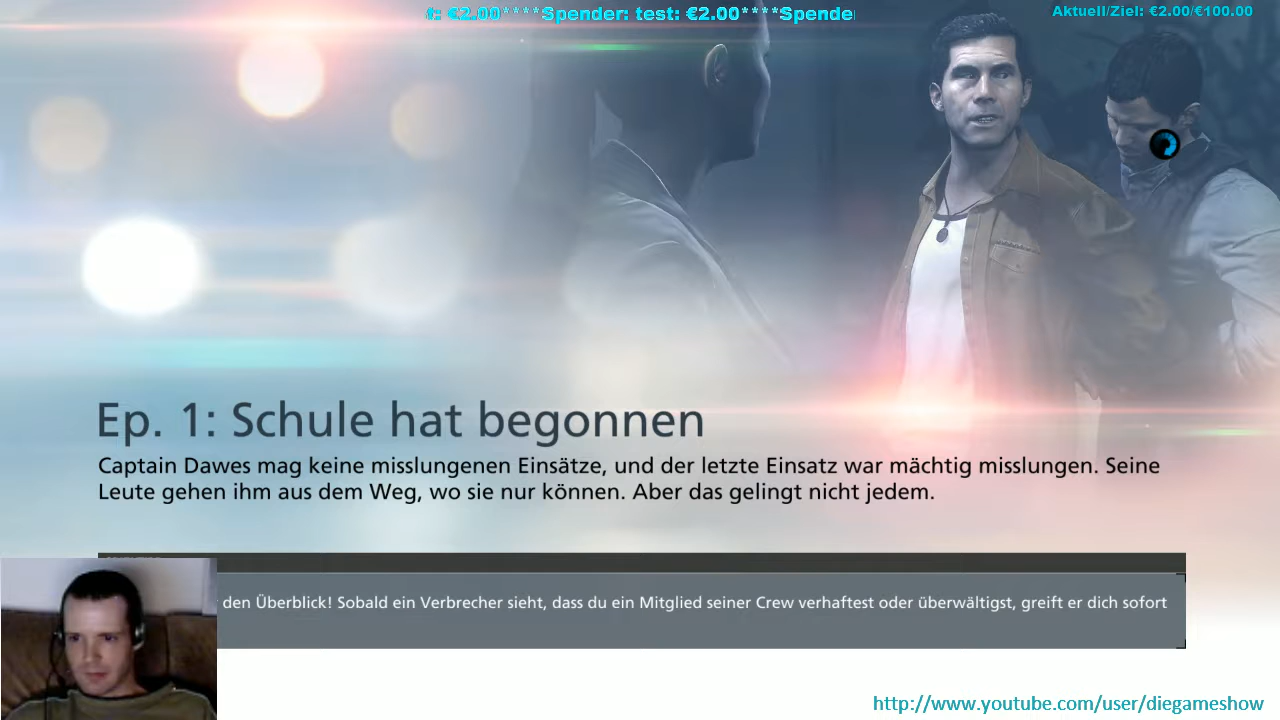 t: €2.00****Spender: test: €2.00****Spende
Aktuell/Ziel: €2.00/€100.00
Ep. 1: Schule hat begonnen
Captain Dawes mag keine misslungenen Einsätze, und der letzte Einsatz war mächtig misslungen. Seine
Leute gehen ihm aus dem Weg, wo sie nur können. Aber das gelingt nicht jedem.
den Überblick! Sobald ein Verbrecher sieht, dass du ein Mitglied seiner Crew verhaftest oder überwältigst, greift er dich sofort
http://www.youtube.com/user/diegameshow